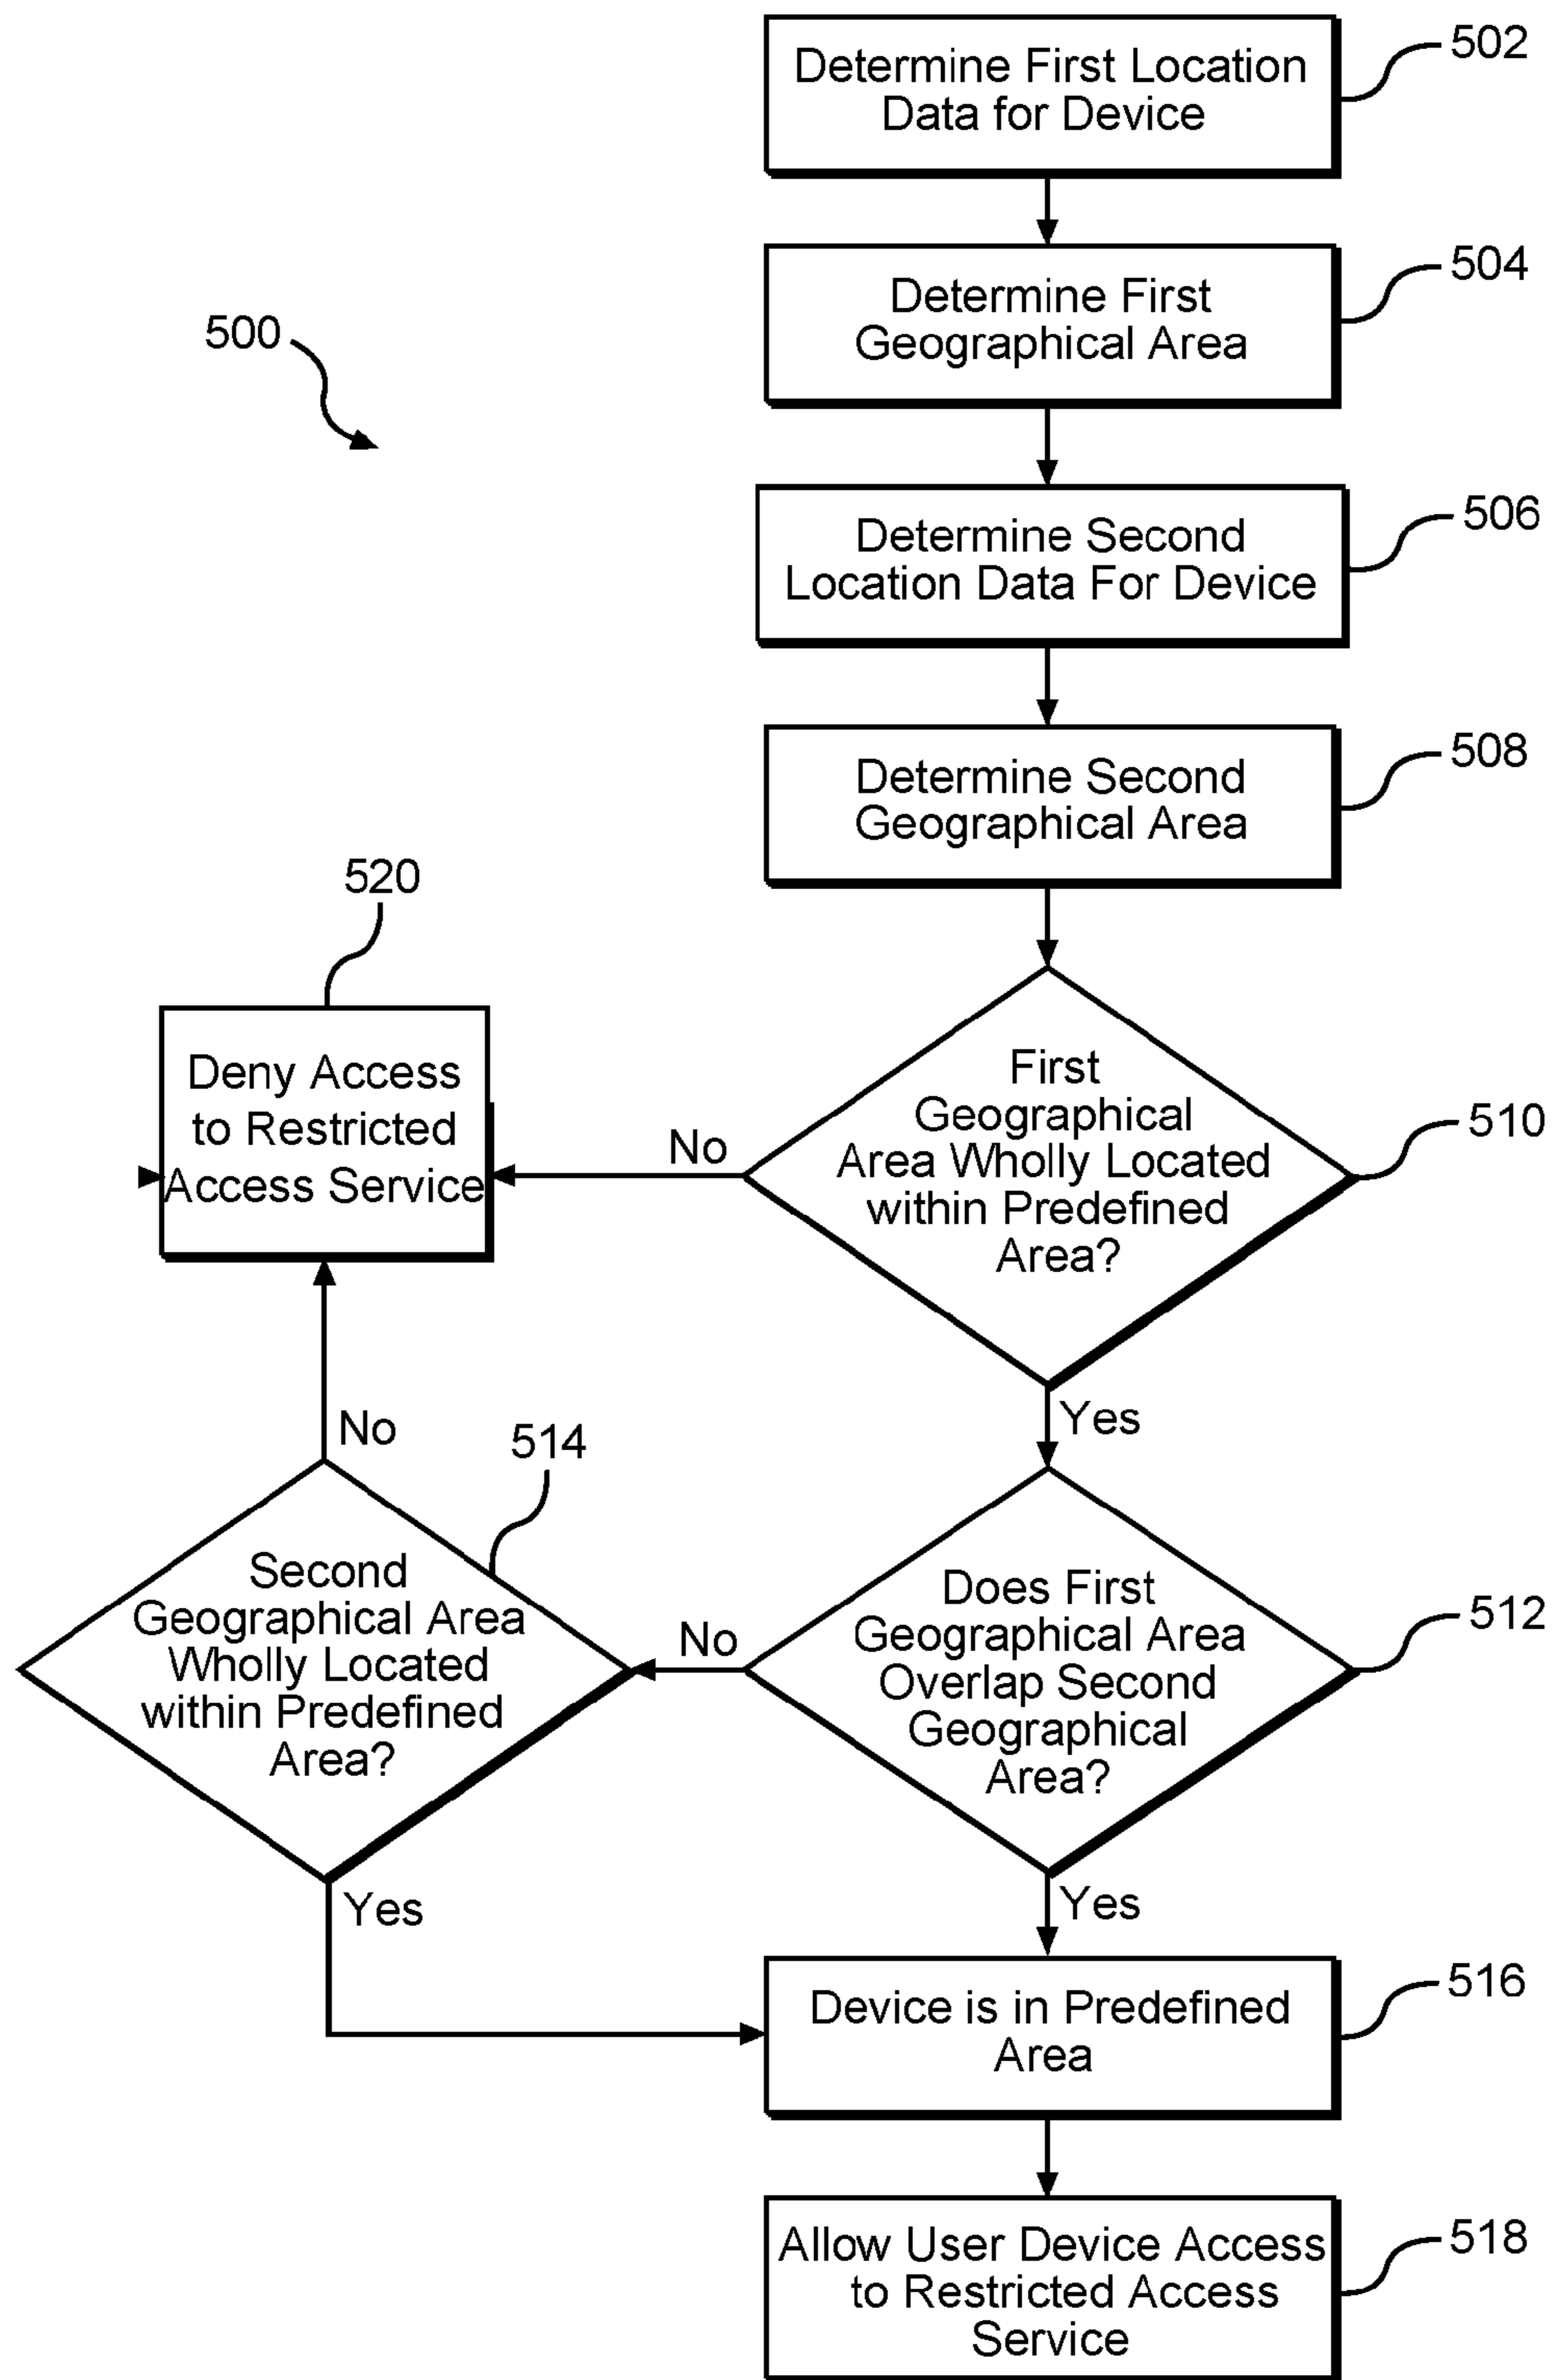 Determine First Location
Data for Device
502
Determine First
Geographical Area
504
500
Determine Second
Location Data For Device
506
Determine Second
Geographical Area
508
520
Deny Access
to Restricted
Access Service
No
First
Geographical
Area Wholly Located
within Predefined
Area?
510
Yes
No
514
Second
Geographical Area
Wholly Located
within Predefined
Area?
No
Does First
Geographical Area
Overlap Second
Geographical
Area?
512
Yes
Yes
Device is in Predefined
Area
516
Allow User Device Access
to Restricted Access
Service
518